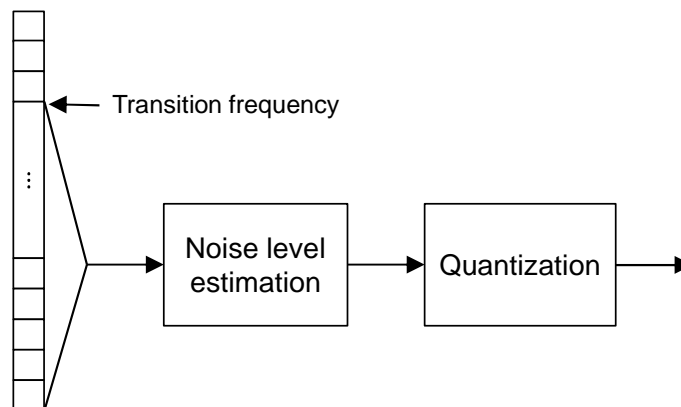 Transition frequency
...
Noise level
estimation
Quantization